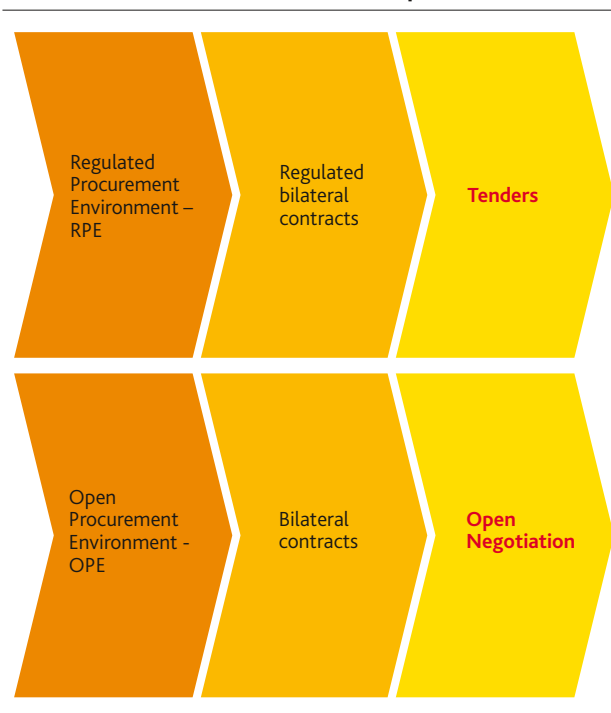 Regulated
Procurement
Environment –
RPE
Regulated
bilateral
contracts
Tenders
Open
Procurement
Environment -
OPE
Bilateral
contracts
Open
Negotiation